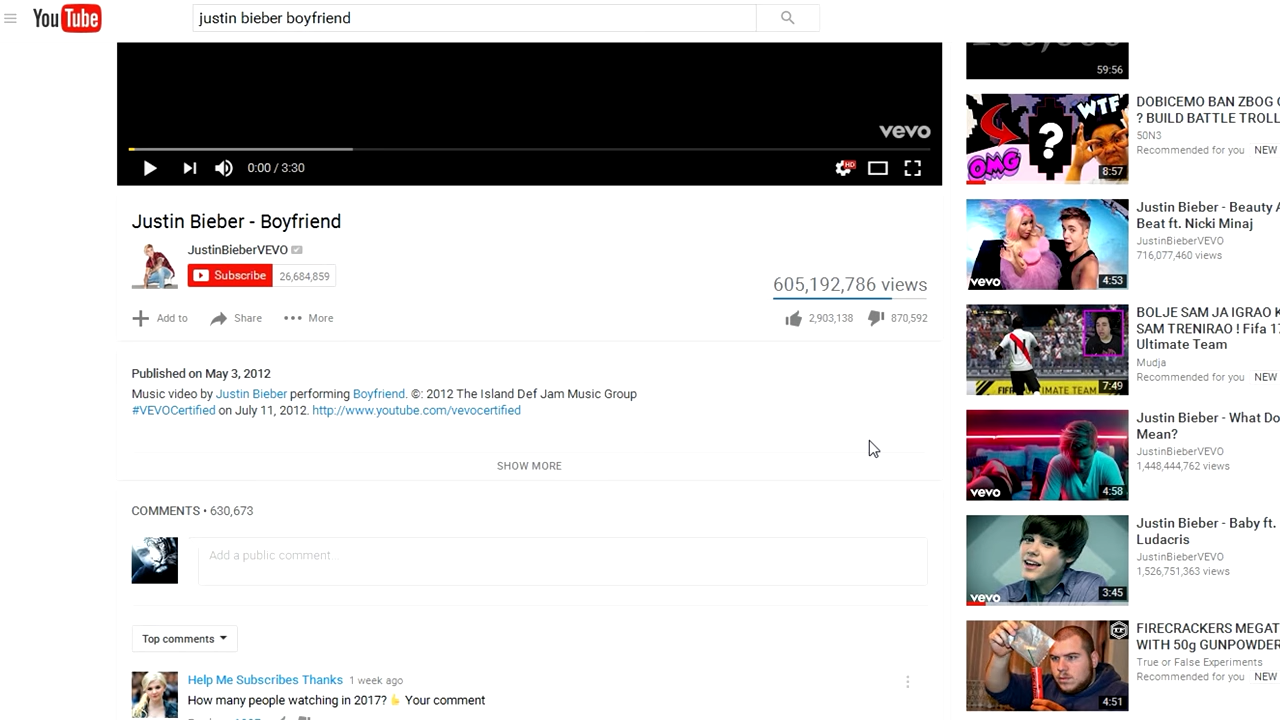 YouTube
justin bieber boyfriend
vevo
0:00 / 3:30
HD
Justin Bieber - Boyfriend
JustinBieberVEVO
Subscribe 26,684,859
605,192,786 views
Add to Share More
2,903,138 870,592
Published on May 3, 2012
Music video by Justin Bieber performing Boyfriend. ©: 2012 The Island Def Jam Music Group
#VEVOCertified on July 11, 2012. http://www.youtube.com/vevocertified
SHOW MORE
COMMENTS • 630,673
Add a public comment...
Top comments
Help Me Subscribes Thanks 1 week ago
How many people watching in 2017? 👆 Your comment
59:56
WTF
?
OMG
8:57
DOBICEMO BAN ZBOG
? BUILD BATTLE TROLL
50N3
Recommended for you NEW
vevo
4:53
Justin Bieber - Beauty A
Beat ft. Nicki Minaj
JustinBieberVEVO
716,077,460 views
11
7:49
BOLJE SAM JA IGRAO K
SAM TRENIRAO ! Fifa 17
Ultimate Team
Mudja
Recommended for you NEW
vevo
4:58
Justin Bieber - What Do
Mean?
JustinBieberVEVO
1,448,444,762 views
vevo
3:45
Justin Bieber - Baby ft.
Ludacris
JustinBieberVEVO
1,526,751,363 views
4:51
FIRECRACKERS MEGAT
WITH 50g GUNPOWDER
True or False Experiments
Recommended for you NEW